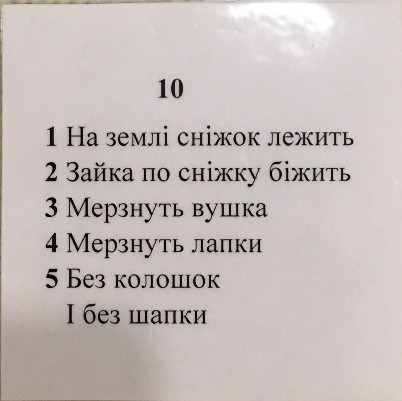 10
1 На землі сніжок лежить
2 Зайка по сніжку біжить
3 Мерзнуть вушка
4 Мерзнуть лапки
5 Без колошок
І без шапки